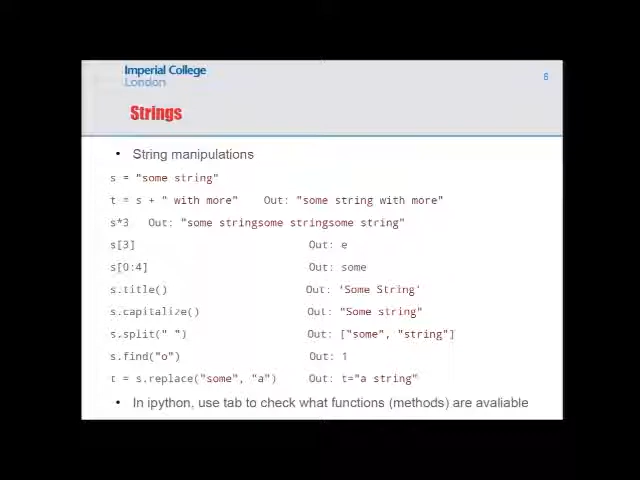 Imperial College
London
8
Strings
• String manipulations
s = "some string"
t = s + " with more" Out: "some string with more"
s*3 Out: "some stringsome stringsome string"
s[3] Out: e
s[0:4] Out: some
s.title() Out: 'Some String'
s.capitalize() Out: "Some string"
s.split(" ") Out: ["some", "string"]
s.find("o") Out: 1
t = s.replace("some", "a") Out: t="a string"
• In ipython, use tab to check what functions (methods) are avaliable